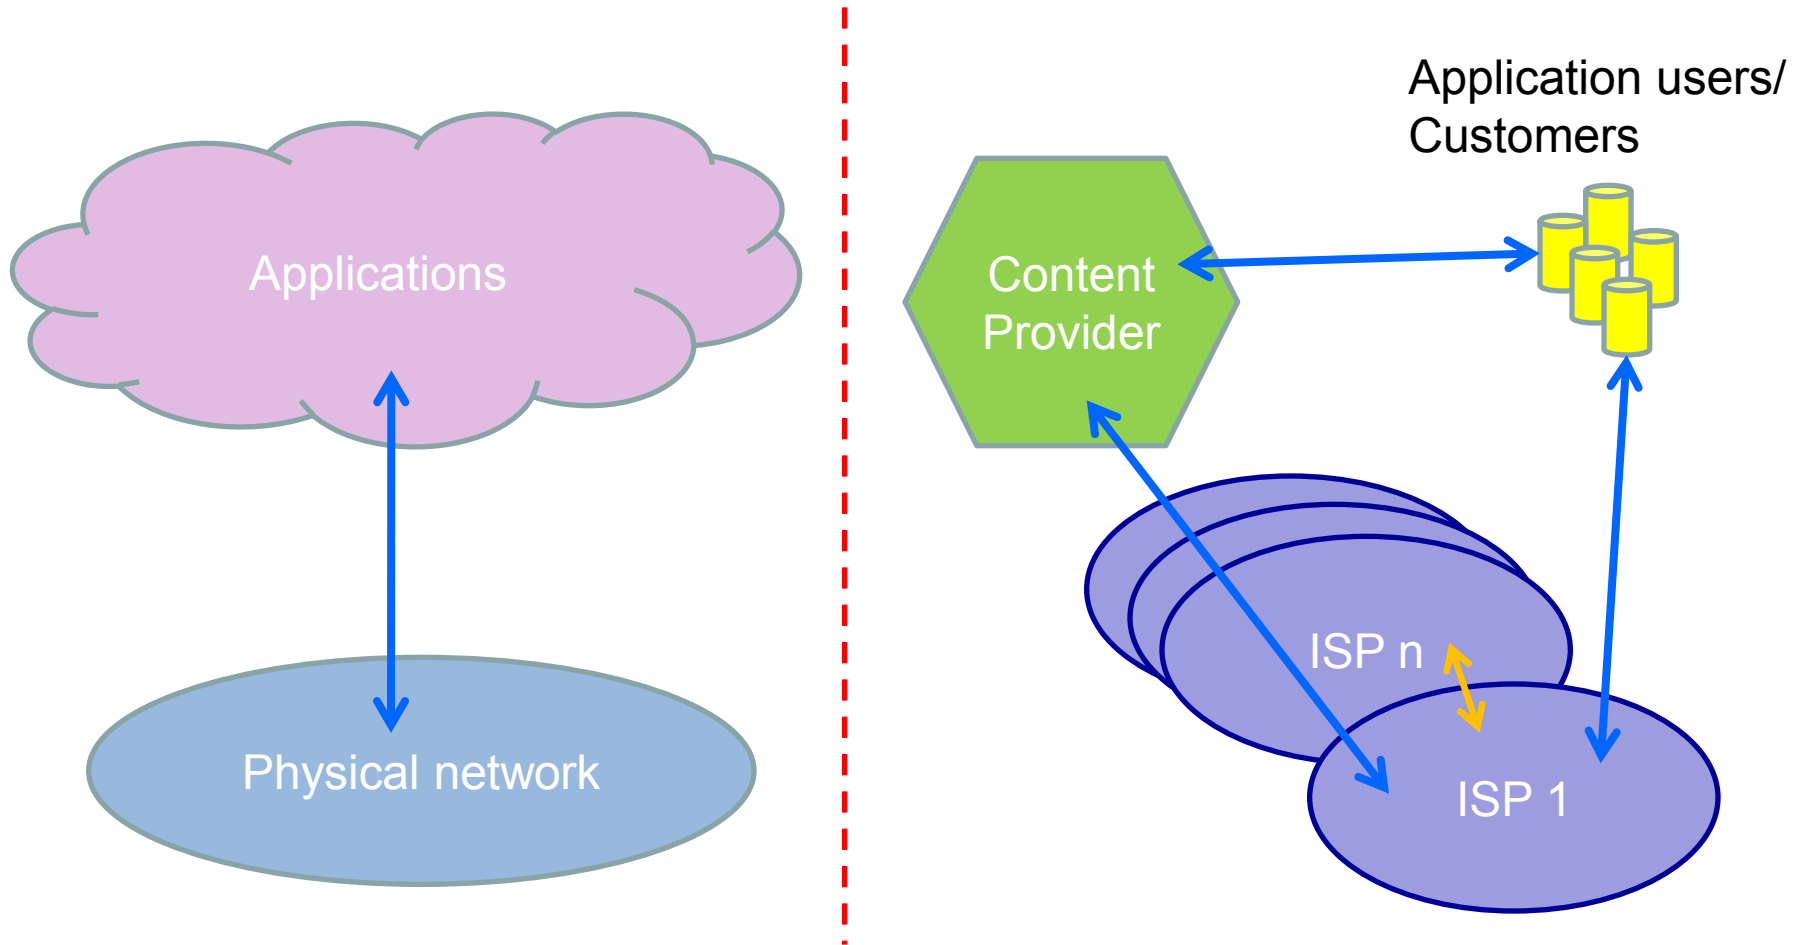 Applications
Physical network
Application users/
Customers
Content
Provider
ISP n
ISP 1